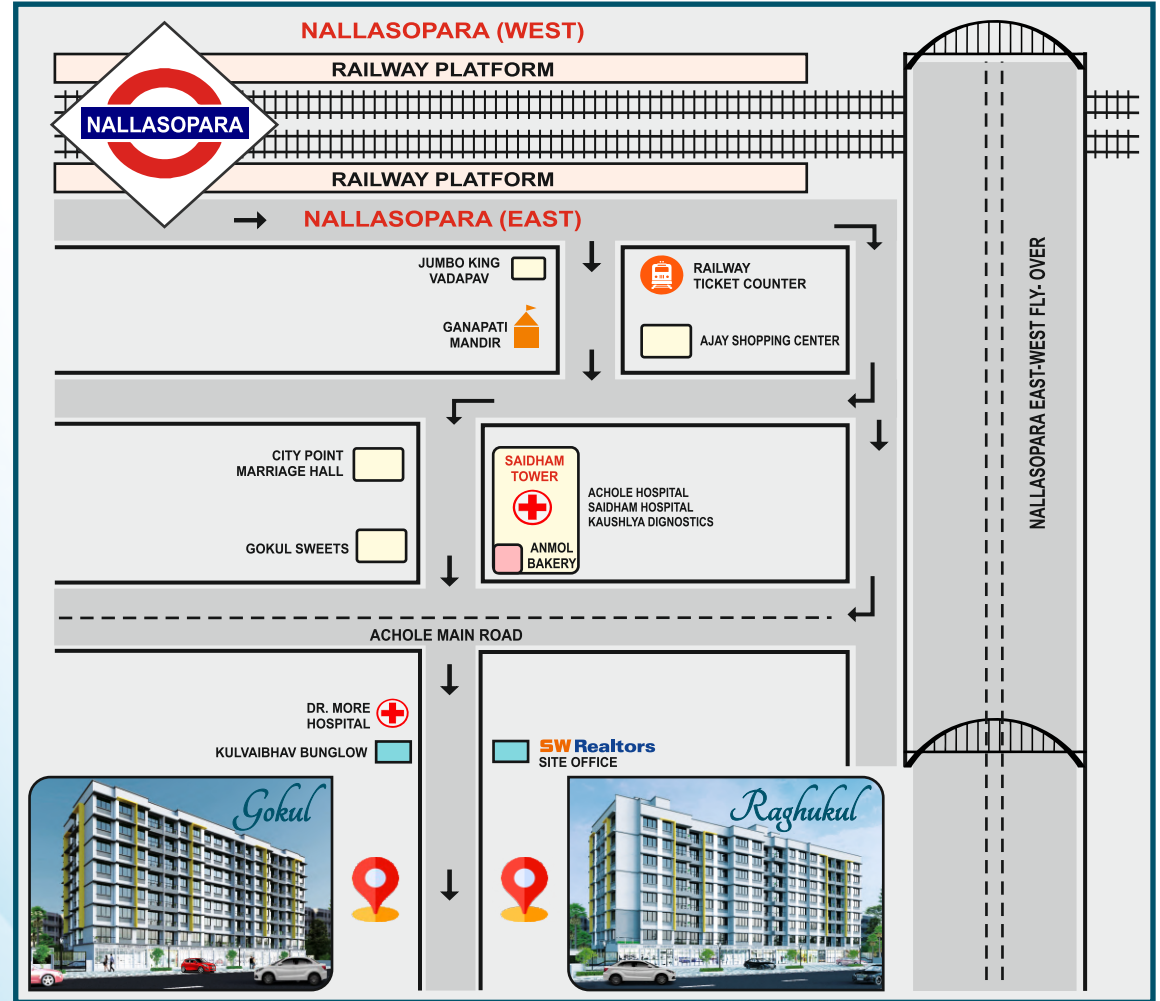 NALLASOPARA (WEST)
RAILWAY PLATFORM
NALLASOPARA
RAILWAY PLATFORM
NALLASOPARA (EAST)
JUMBO KING
VADAPAV
GANAPATI
MANDIR
RAILWAY
TICKET COUNTER
AJAY SHOPPING CENTER
NALLASOPARA EAST-WEST FLY- OVER
CITY POINT
MARRIAGE HALL
GOKUL SWEETS
SAIDHAM
TOWER
ANMOL
BAKERY
ACHOLE HOSPITAL
SAIDHAM HOSPITAL
KAUSHLYA DIGNOSTICS
ACHOLE MAIN ROAD
DR. MORE
HOSPITAL
KULVAIBHAV BUNGLOW
SW Realtors
SITE OFFICE
Gokul
Raghukul